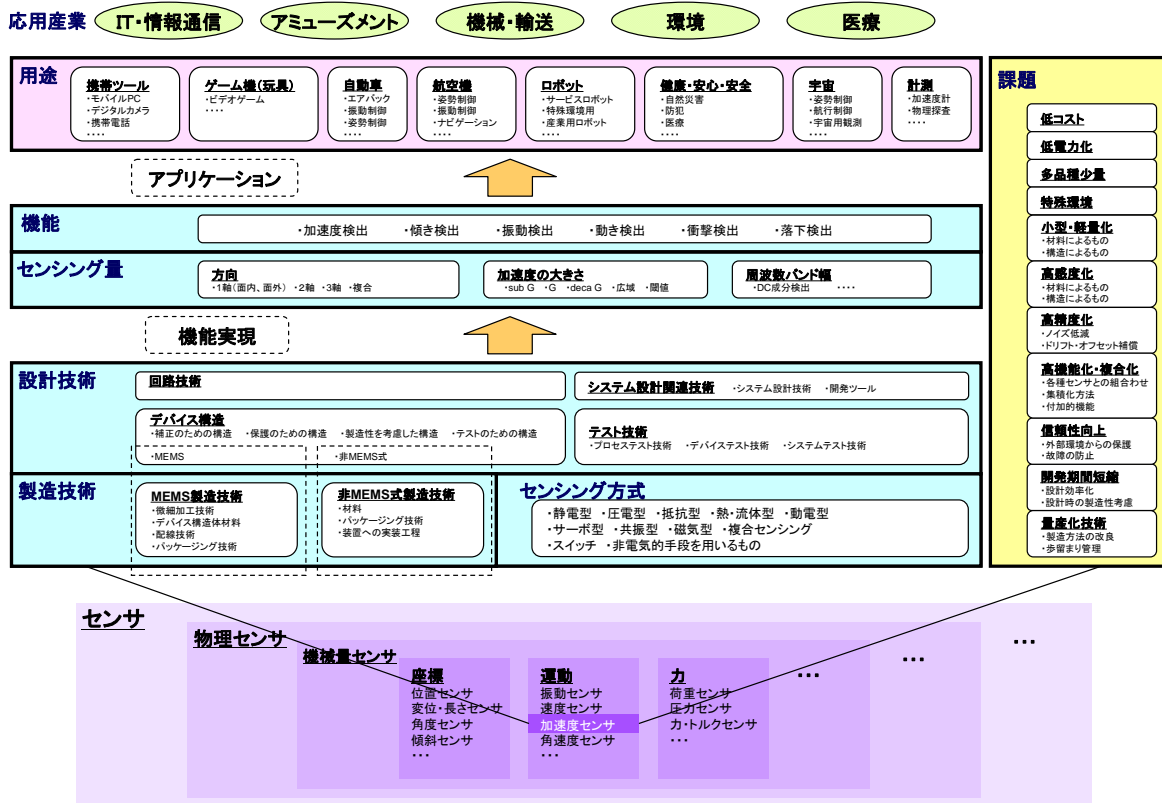 応用産業
IT・情報通信
アミューズメント
機械・輸送
環境
医療
用途
携帯ツール
・モバイルPC
・デジタルカメラ
・携帯電話
‥‥
ゲーム機(玩具)
・ビデオゲーム
‥‥
自動車
・エアバック
・振動制御
・姿勢制御
‥‥
航空機
・姿勢制御
・振動制御
・ナビゲーション
‥‥
ロボット
・サービスロボット
・特殊環境用
・産業用ロボット
‥‥
健康・安心・安全
・自然災害
・防犯
・医療
‥‥
宇宙
・姿勢制御
・航行制御
・宇宙用観測
‥‥
計測
・加速度計
・物理探査
‥‥
アプリケーション
機能
・加速度検出 ・傾き検出 ・振動検出 ・動き検出 ・衝撃検出 ・落下検出
センシング量
方向
・1軸(面内、面外) ・2軸 ・3軸 ・複合
加速度の大きさ
・sub G ・G ・deca G ・広域 ・閾値
周波数バンド幅
・DC成分検出 ‥‥
機能実現
設計技術
回路技術
システム設計関連技術 ・システム設計技術 ・開発ツール
デバイス構造
・補正のための構造 ・保護のための構造 ・製造性を考慮した構造 ・テストのための構造
・MEMS ・非MEMS式
テスト技術
・プロセステスト技術 ・デバイステスト技術 ・システムテスト技術
製造技術
MEMS製造技術
・微細加工技術
・デバイス構造体材料
・配線技術
・パッケージング技術
非MEMS式製造技術
・材料
・パッケージング技術
・装置への実装工程
センシング方式
・静電型 ・圧電型 ・抵抗型 ・熱・流体型 ・動電型
・サーボ型 ・共振型 ・磁気型 ・複合センシング
・スイッチ ・非電気的手段を用いるもの
課題
低コスト
低電力化
多品種少量
特殊環境
小型・軽量化
・材料によるもの
・構造によるもの
高感度化
・材料によるもの
・構造によるもの
高精度化
・ノイズ低減
・ドリフト・オフセット補償
高機能化・複合化
・各種センサとの組合わせ
・集積化方法
・付加的機能
信頼性向上
・外部環境からの保護
・故障の防止
開発期間短縮
・設計効率化
・設計時の製造性考慮
量産化技術
・製造方法の改良
・歩留まり管理
センサ
物理センサ
機械量センサ
座標
位置センサ
変位・長さセンサ
角度センサ
傾斜センサ
…
運動
振動センサ
速度センサ
加速度センサ
角速度センサ
…
力
荷重センサ
圧力センサ
力・トルクセンサ
…
…
…
…